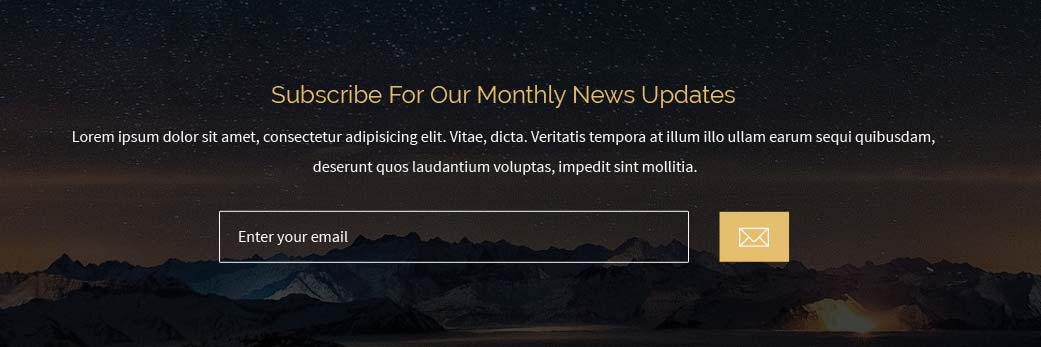 Subscribe For Our Monthly News Updates
Lorem ipsum dolor sit amet, consectetur adipisicing elit. Vitae, dicta. Veritatis tempora at illum illo ullam earum sequi quibusdam,
deserunt quos laudantium voluptas, impedit sint mollitia.
Enter your email